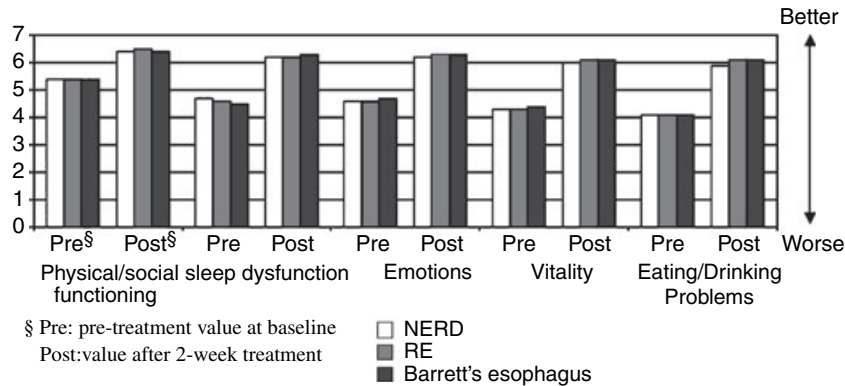 Better
7
6
5
4
3
2
1
0
Pre§ Post§ Pre Post Pre Post Pre Post Pre Post Worse
Physical/social sleep dysfunction Emotions Vitality Eating/Drinking
functioning Problems
§ Pre: pre-treatment value at baseline
Post:value after 2-week treatment
NERD
RE
Barrett's esophagus